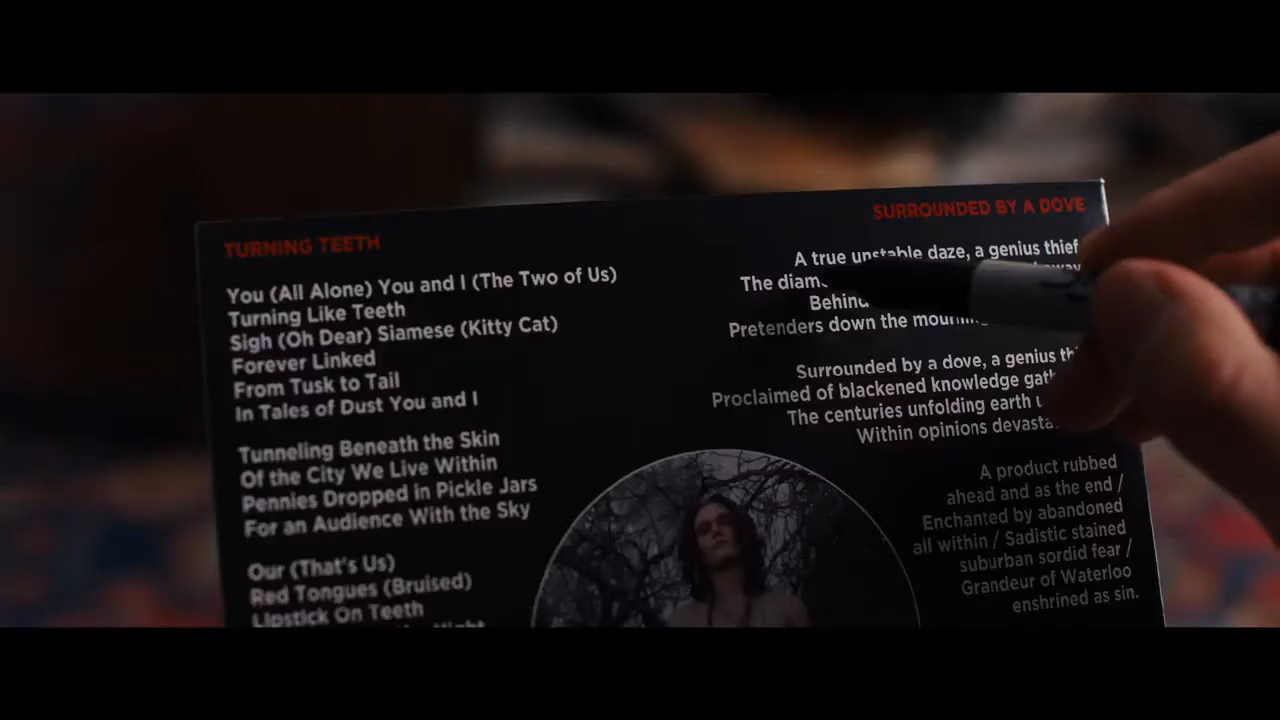 TURNING TEETH
You (All Alone) You and I (The Two of Us)
Turning Like Teeth
Sigh (Oh Dear) Siamese (Kitty Cat)
Forever Linked
From Tusk to Tail
In Tales of Dust You and I
Tunneling Beneath the Skin
Of the City We Live Within
Pennies Dropped in Pickle Jars
For an Audience With the Sky
Our (That's Us)
Red Tongues (Bruised)
Lipstick On Teeth
SURROUNDED BY A DOVE
A true unstable daze, a genius thief
The
Behind
Pretenders down the
Surrounded by a dove, a genius
Proclaimed of blackened knowledge
The centuries unfolding earth
Within opinions
A product rubbed
ahead and as the end /
Enchanted by abandoned
all within / Sadistic stained
suburban sordid fear /
Grandeur of Waterloo
enshrined as sin.